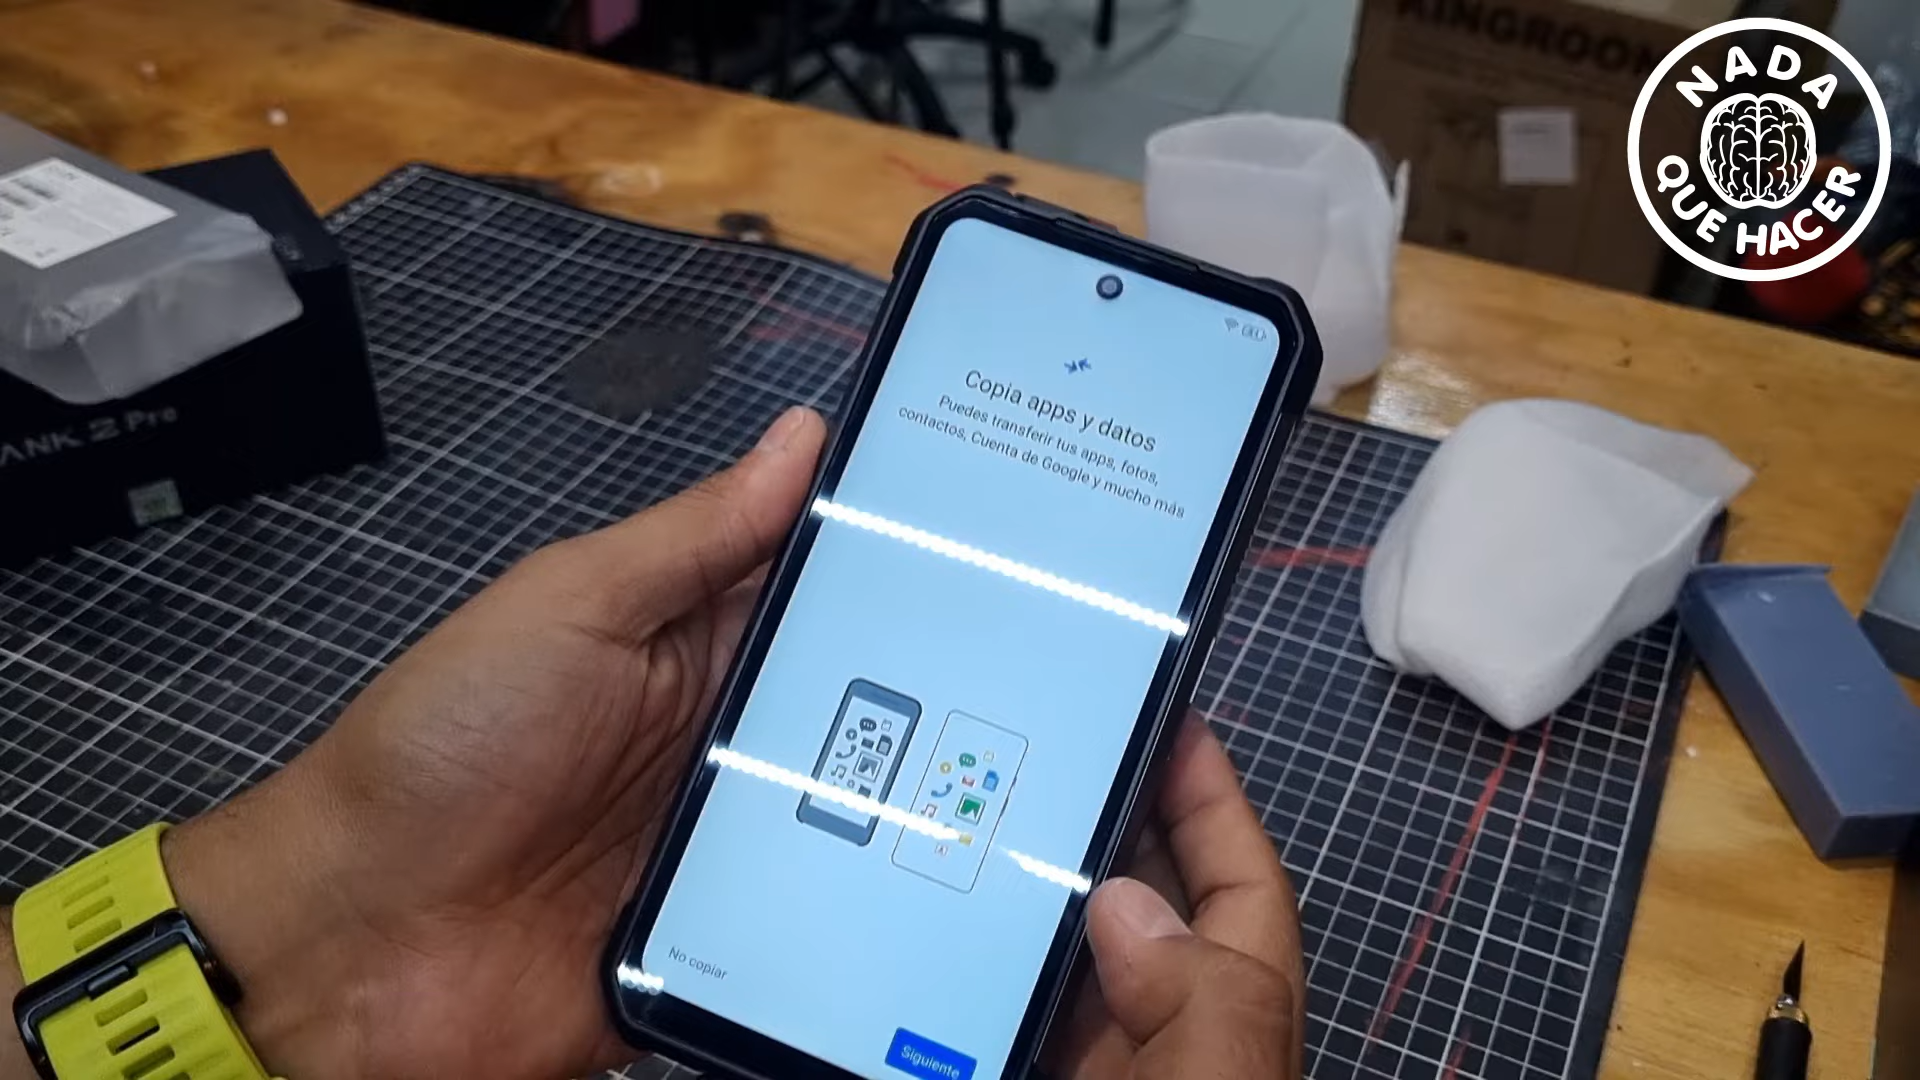 NADA
QUE HACER
KINGROON
ANK 2 Pro
Copia apps y datos
Puedes transferir tus apps, fotos,
contactos, Cuenta de Google y mucho más
No copiar
Siguiente